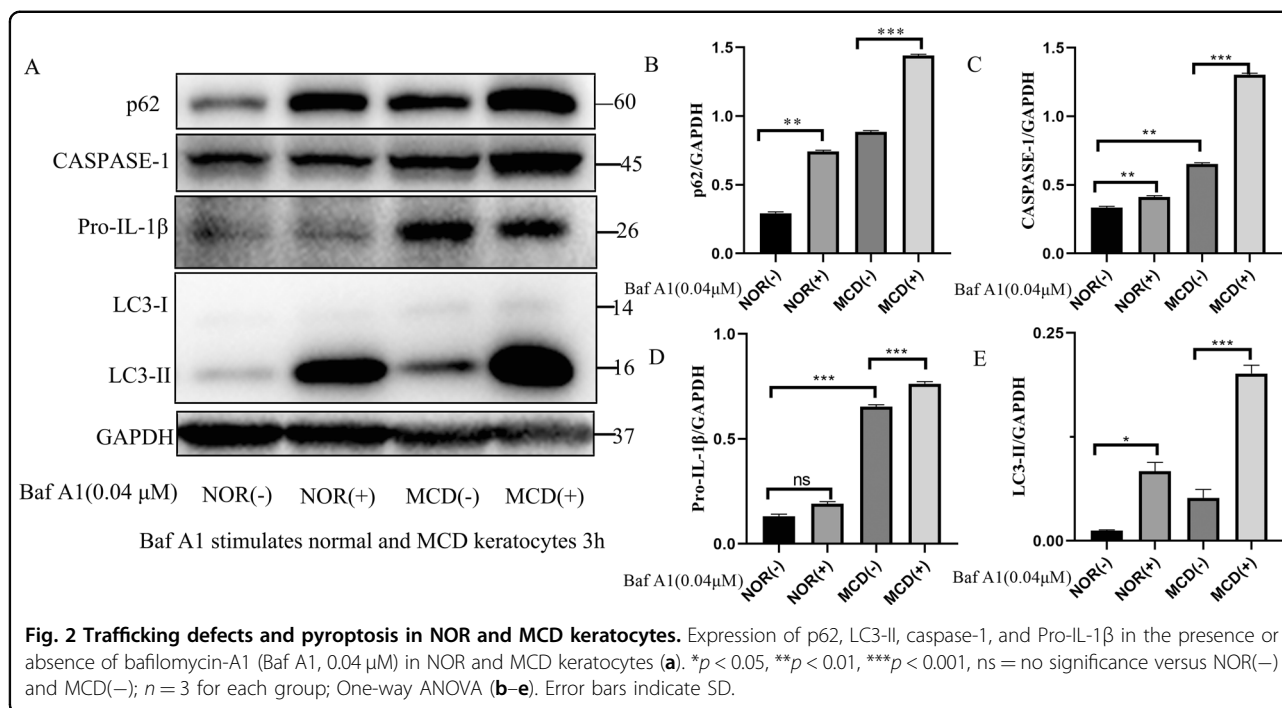 A
p62
60
CASPASE-1
45
Pro-IL-1β
26
LC3-I
14
LC3-II
16
GAPDH
37
Baf A1(0.04 μM) NOR(-) NOR(+) MCD(-) MCD(+)
Baf A1 stimulates normal and MCD keratocytes 3h
B
p62/GAPDH
1.5
1.0
0.5
0.0
**
***
NOR(-) NOR(+) MCD(-) MCD(+)
Baf A1(0.04μM)
C
CASPASE-1/GAPDH
1.5
1.0
0.5
0.0
**
**
***
NOR(-) NOR(+) MCD(-) MCD(+)
Baf A1(0.04μM)
D
Pro-IL-1β/GAPDH
1.0
0.5
0.0
ns
***
***
NOR(-) NOR(+) MCD(-) MCD(+)
Baf A1(0.04μM)
E
LC3-II/GAPDH
0.25
0.00
*
***
NOR(-) NOR(+) MCD(-) MCD(+)
Baf A1(0.04μM)
Fig. 2 Trafficking defects and pyroptosis in NOR and MCD keratocytes. Expression of p62, LC3-II, caspase-1, and Pro-IL-1β in the presence or
absence of bafilomycin-A1 (Baf A1, 0.04 μM) in NOR and MCD keratocytes (a). *p < 0.05, **p < 0.01, ***p < 0.001, ns = no significance versus NOR(−)
and MCD(−); n = 3 for each group; One-way ANOVA (b–e). Error bars indicate SD.